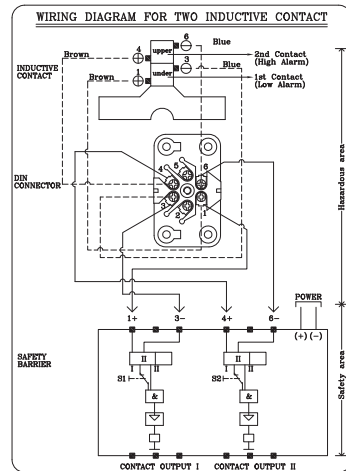 WIRING DIAGRAM FOR TWO INDUCTIVE CONTACT
6
Blue
4
upper
2nd Contact
(High Alarm)
Brown
3
INDUCTIVE
CONTACT
Blue
under
1
Brown
1st Contact
(Low Alarm)
Hazardous area
5
4
6
DIN
CONNECTOR
3
2
1
POWER
1+
3-
4+
6-
(+) (-)
SAFETY
BARRIER
II
II
I
II
I
II
S1
S2
&
&
Safety area
CONTACT OUTPUT I
CONTACT OUTPUT II